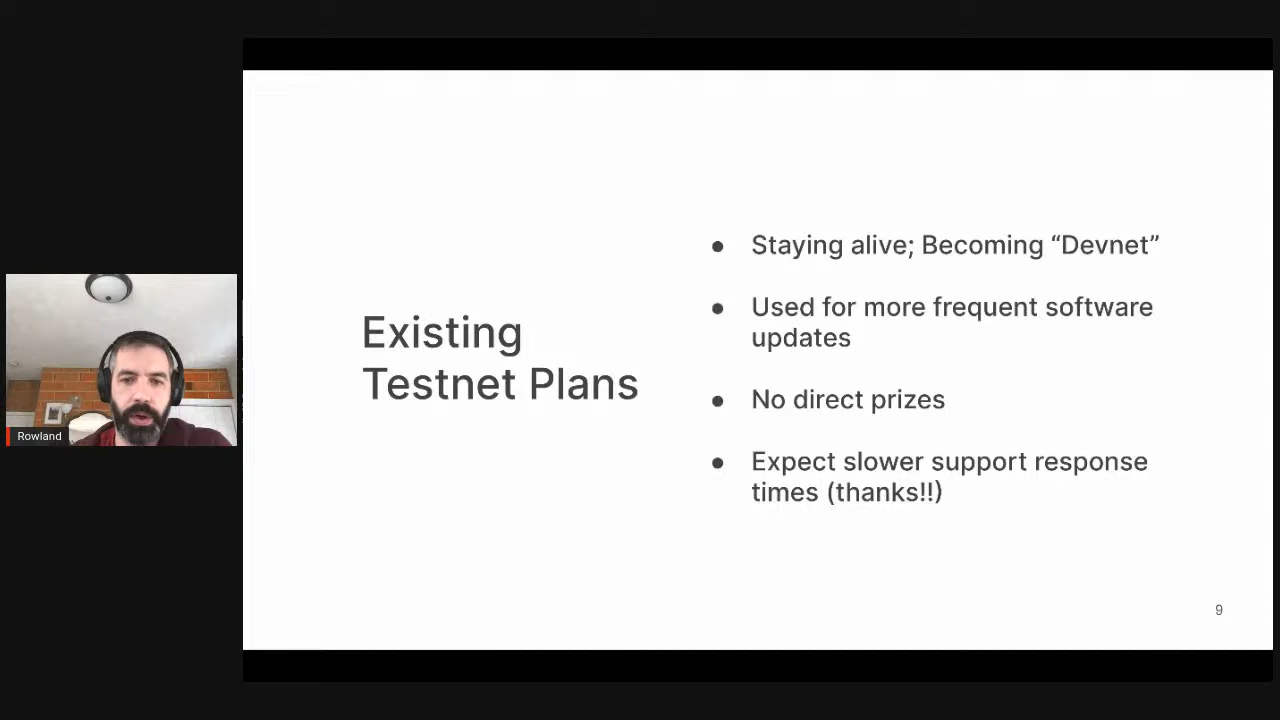 Rowland
Existing
Testnet Plans
● Staying alive; Becoming “Devnet”
● Used for more frequent software
updates
● No direct prizes
● Expect slower support response
times (thanks!!)
9